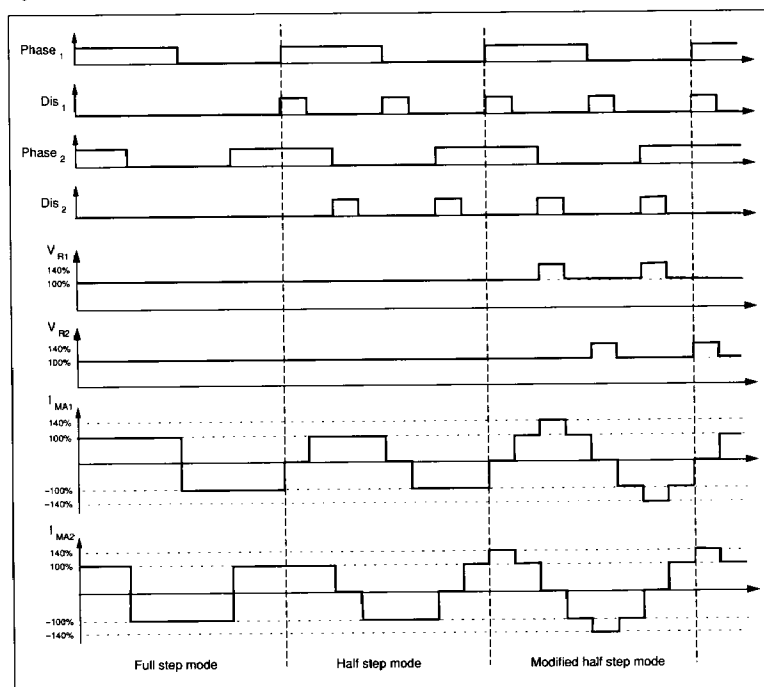 Phase 1
Dis 1
Phase 2
Dis 2
V R1
140%
100%
V R2
140%
100%
I MA1
140%
100%
-100%
-140%
I MA2
140%
100%
-100%
-140%
Full step mode
Half step mode
Modified half step mode